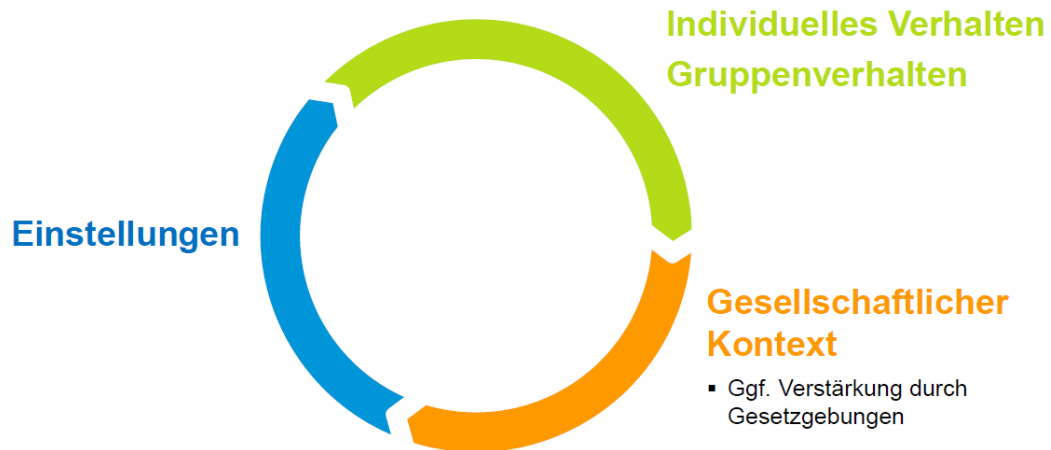 Individuelles Verhalten
Gruppenverhalten
Einstellungen
Gesellschaftlicher
Kontext
▪ Ggf. Verstärkung durch
Gesetzgebungen